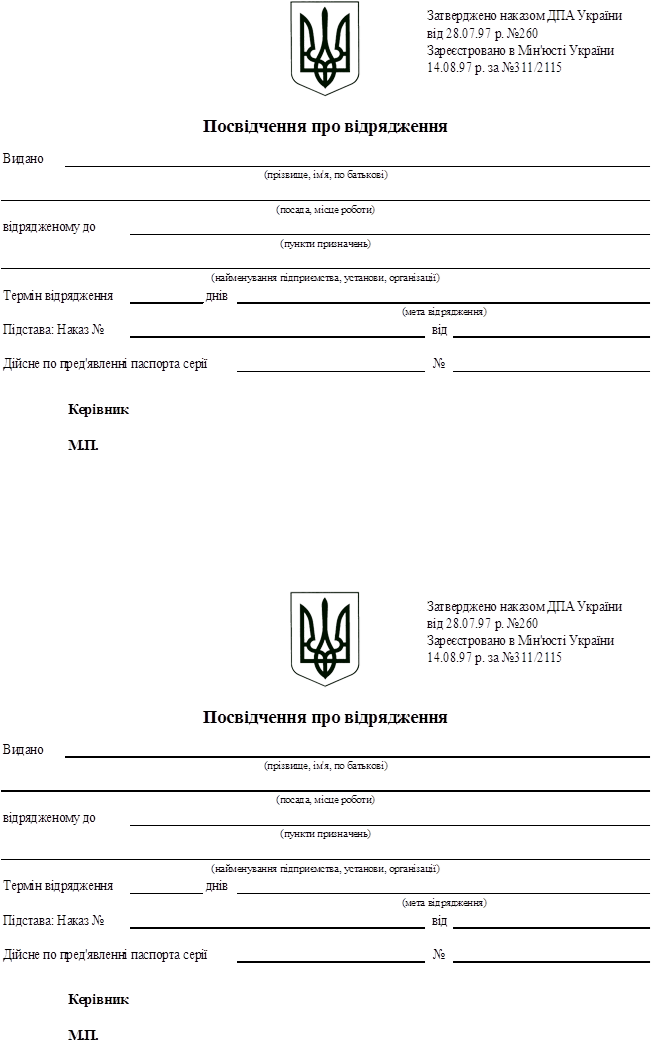 Затверджено наказом ДПА України
від 28.07.97 р. №260
Зареєстровано в Мін'юсті України
14.08.97 р. за №311/2115
Посвідчення про відрядження
Видано
(прізвище, ім'я, по батькові)
(посада, місце роботи)
відрядженому до
(пункти призначень)
(найменування підприємства, установи, організації)
Термін відрядження днів
(мета відрядження)
Підстава: Наказ № від
Дійсне по пред'явленні паспорта серії №
Керівник
М.П.
Затверджено наказом ДПА України
від 28.07.97 р. №260
Зареєстровано в Мін'юсті України
14.08.97 р. за №311/2115
Посвідчення про відрядження
Видано
(прізвище, ім'я, по батькові)
(посада, місце роботи)
відрядженому до
(пункти призначень)
(найменування підприємства, установи, організації)
Термін відрядження днів
(мета відрядження)
Підстава: Наказ № від
Дійсне по пред'явленні паспорта серії №
Керівник
М.П.